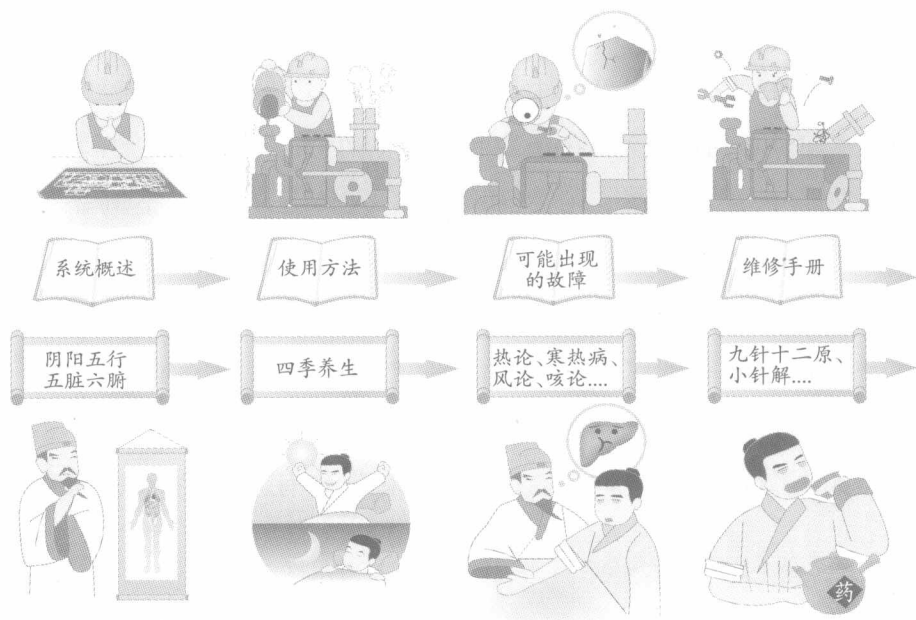 系统概述
使用方法
可能出现
的故障
维修手册
阴阳五行
五脏六腑
四季养生
热论、寒热病、
风论、咳论....
九针十二原、
小针解....
药